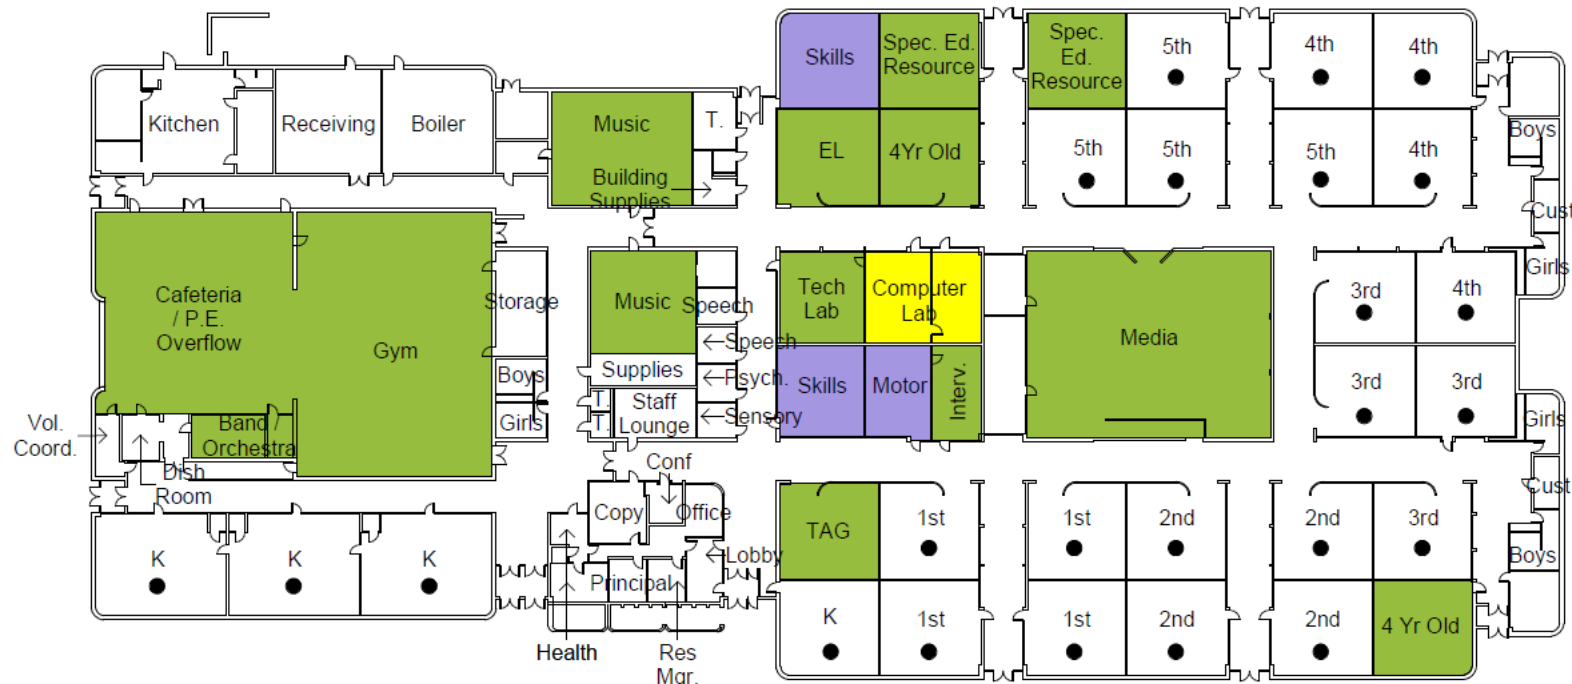 Skills
Spec. Ed.
Resource
Spec.
Ed.
Resource
5th
4th
4th
Kitchen
Receiving
Boiler
Music
T.
EL
4Yr Old
5th
5th
5th
4th
Boys
Building
Supplies
Cust
Girls
Cafeteria
/ P.E.
Overflow
Gym
Storage
Music
Speech
Speech
Tech
Lab
Computer
Lab
Media
3rd
4th
Boys
Supplies
Psych.
Skills
Motor
Interv.
3rd
3rd
Girls
T.
T.
Staff
Lounge
Sensory
Girls
Vol.
Coord.
Band /
Orchestra
Dish
Room
Conf
Cust
Copy
Office
TAG
1st
1st
2nd
2nd
3rd
K
K
K
Lobby
Boys
Principal
K
1st
1st
2nd
2nd
4 Yr Old
Health
Res
Mgr.